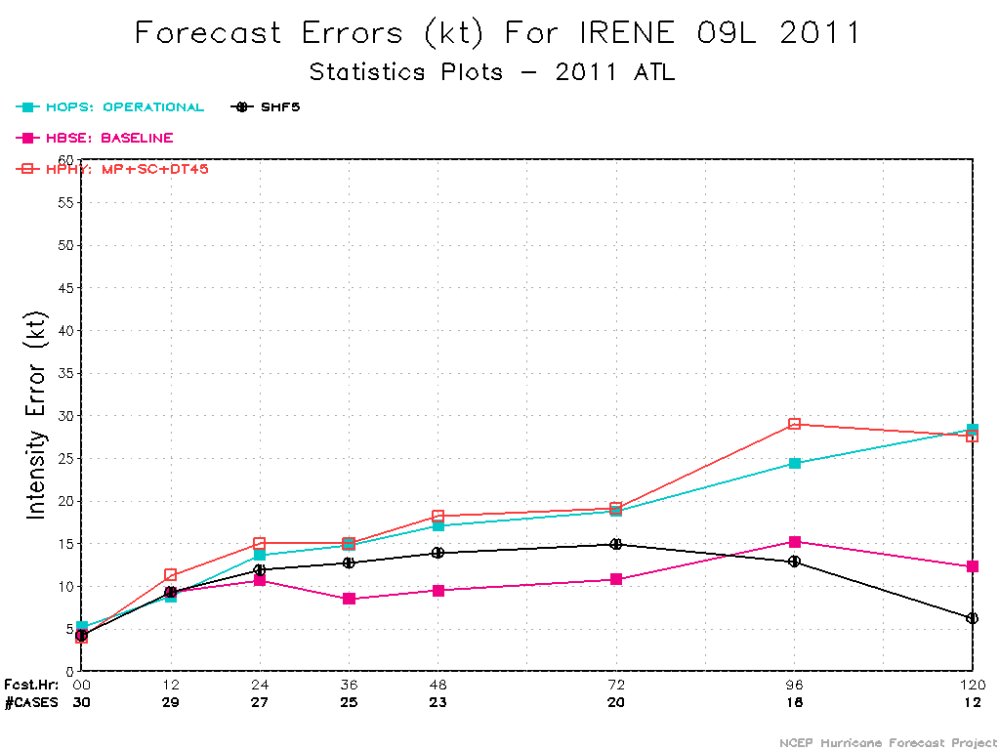 Forecast Errors (kt) For IRENE 09L 2011
Statistics Plots – 2011 ATL
HOPS: OPERATIONAL SHF5
HBSE: BASELINE
HPHY: MP+SC+DT45
60
55
50
45
40
35
30
25
20
15
10
5
0
Intensity Error (kt)
Fcst.Hr: 00 12 24 36 48 72 96 120
#CASES 30 29 27 25 23 20 16 12
NCEP Hurricane Forecast Project